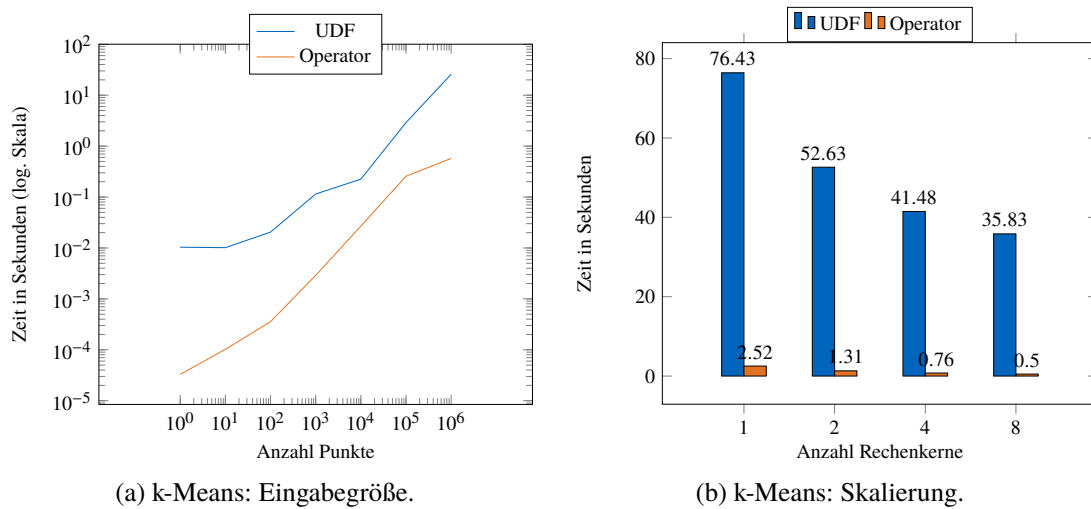 UDF
Operator
10^2
10^1
10^0
10^−1
10^−2
10^−3
10^−4
10^−5
Zeit in Sekunden (log. Skala)
10^0 10^1 10^2 10^3 10^4 10^5 10^6
Anzahl Punkte
(a) k-Means: Eingabegröße.
UDF Operator
80
60
40
20
0
Zeit in Sekunden
76.43
52.63
41.48
35.83
2.52
1.31
0.76
0.5
1 2 4 8
Anzahl Rechenkerne
(b) k-Means: Skalierung.